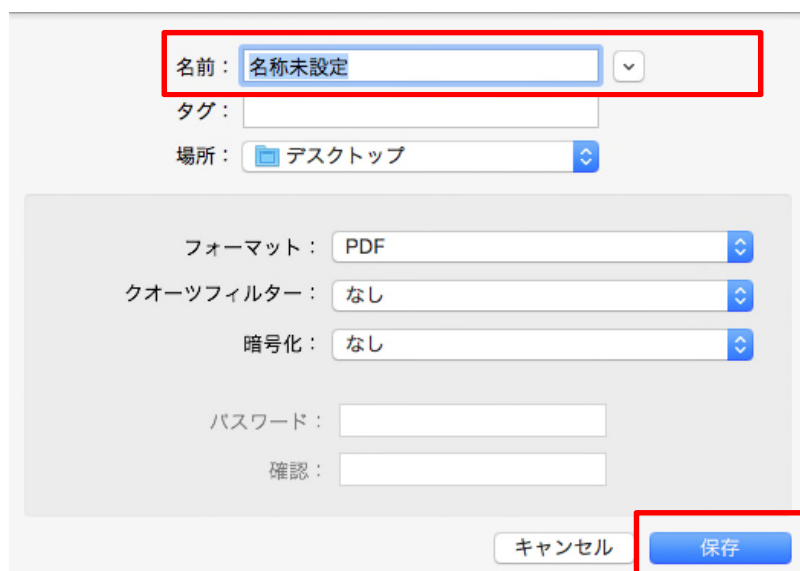 名前： 名称未設定
タグ：
場所： デスクトップ
フォーマット： PDF
クオーツフィルター： なし
暗号化： なし
パスワード：
確認：
キャンセル 保存